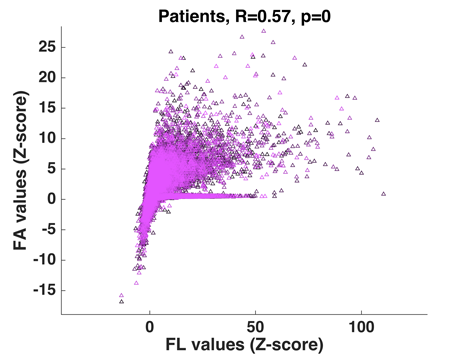 Patients, R=0.57, p=0
25
20
15
10
5
0
-5
-10
-15
FA values (Z-score)
0 50 100
FL values (Z-score)